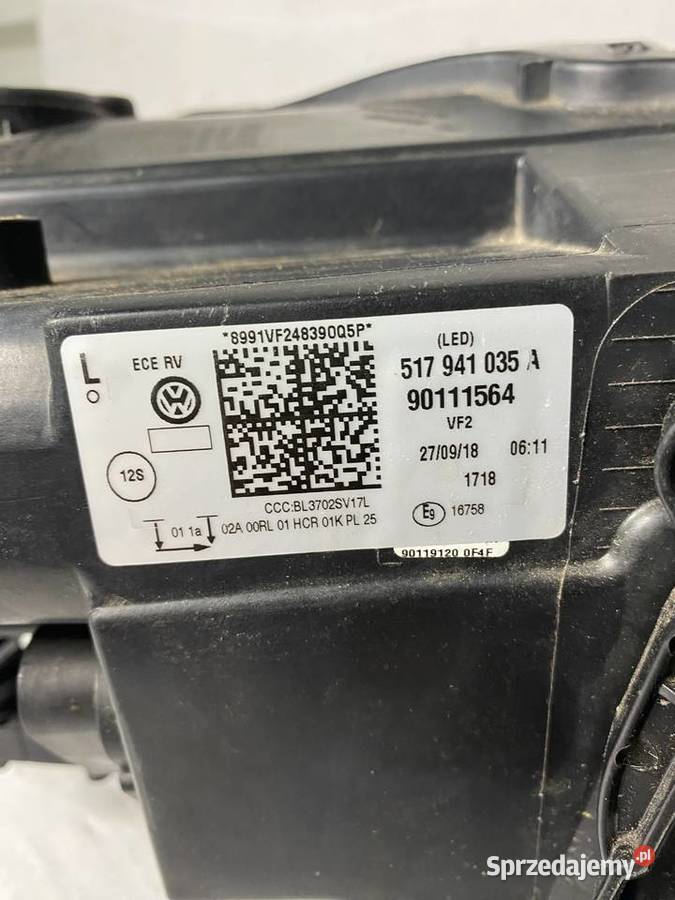 *8991VF248390Q5P*
L
ECE RV
(LED)
517 941 035 A
90111564
VF2
12S
27/09/18 06:11
1718
CCC:BL3702SV17L
E9 16758
01 1a 02A 00RL 01 HCR 01K PL 25
90119120 0F4F
Sprzedajemy.pl